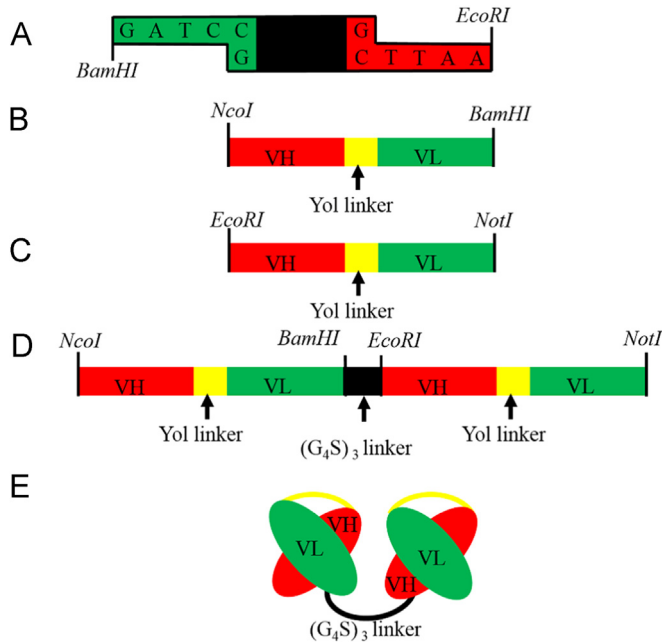 A
G A T C C G EcoRI
G C T T A A
BamHI
B
NcoI BamHI
VH VL
Yol linker
C
EcoRI NotI
VH VL
Yol linker
D
NcoI BamHI EcoRI NotI
VH VL VH VL
Yol linker (G₄S)₃ linker Yol linker
E
VH
VL VL
VH
(G₄S)₃ linker